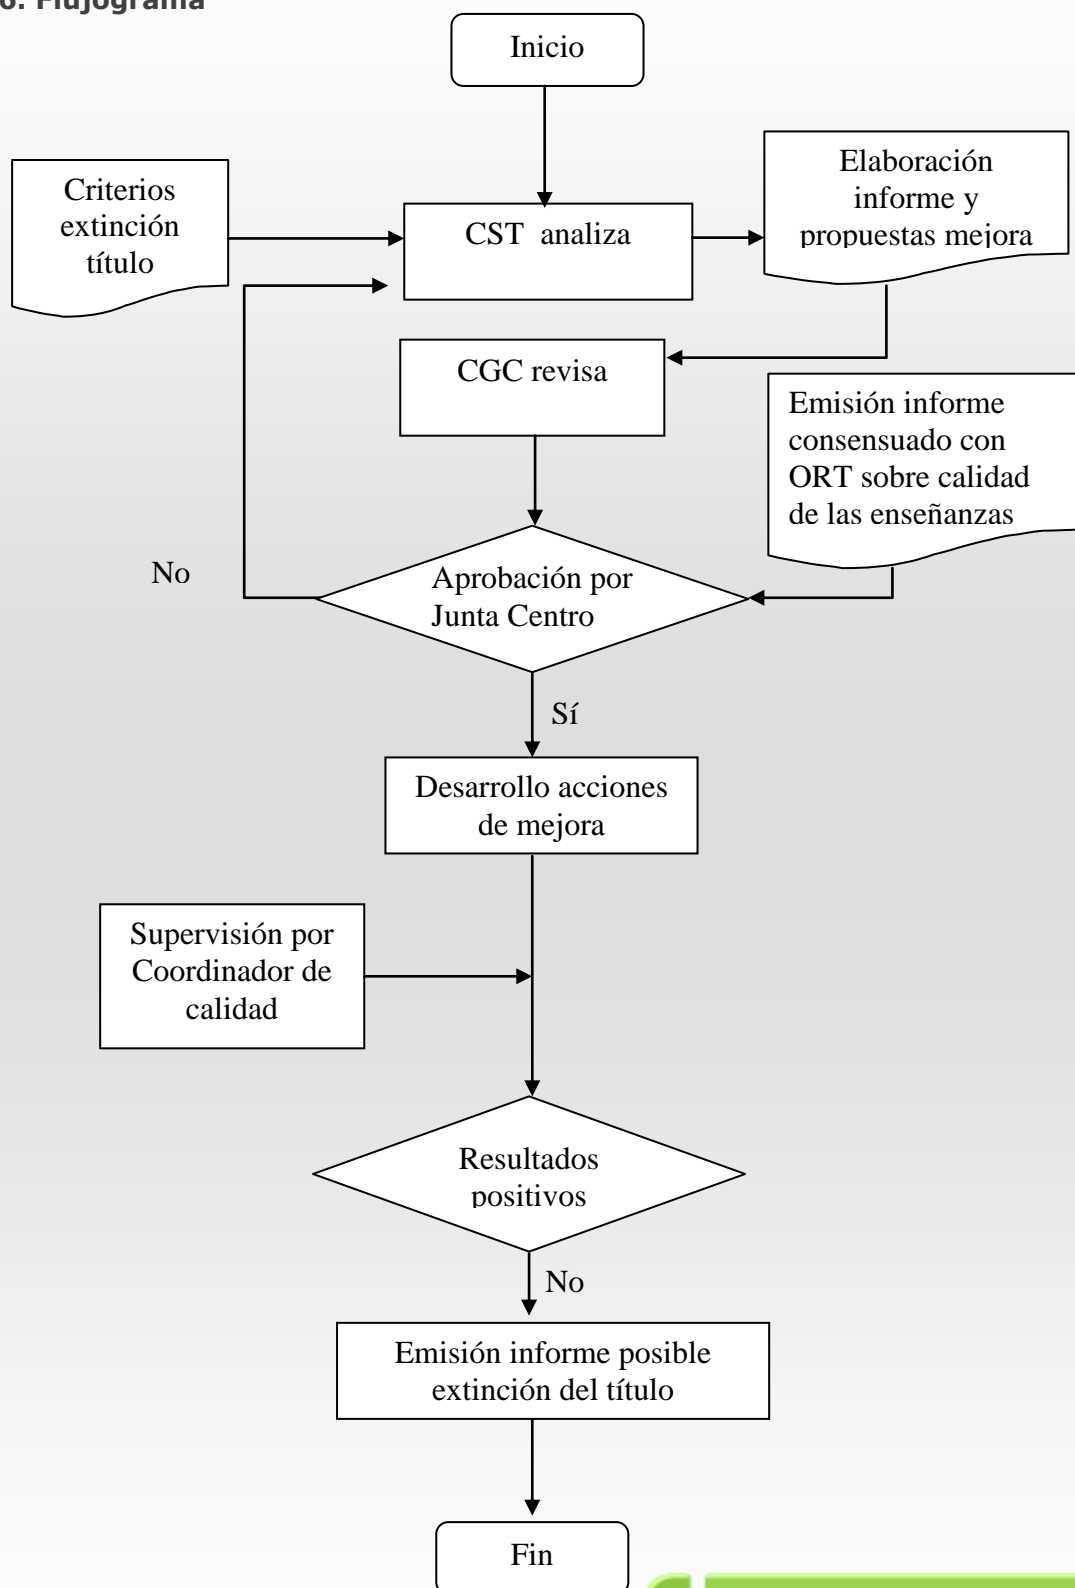 6. Flujograma
Inicio
Criterios
extinción
título
CST  analiza
Elaboración
informe y
propuestas mejora
CGC revisa
Emisión informe
consensuado con
ORT sobre calidad
de las enseñanzas
No
Aprobación por
Junta Centro
Sí
Desarrollo acciones
de mejora
Supervisión por
Coordinador de
calidad
Resultados
positivos
No
Emisión informe posible
extinción del título
Fin